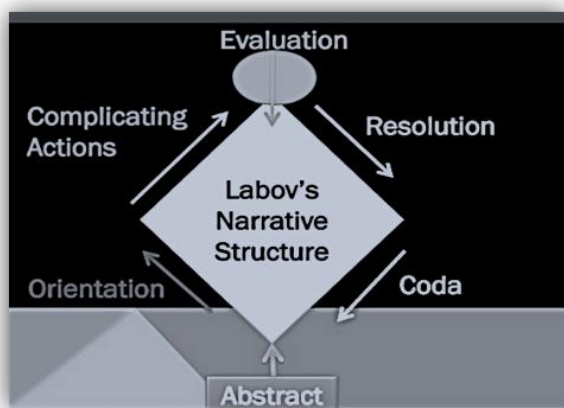 Evaluation
Complicating
Actions
Resolution
Labov's
Narrative
Structure
Orientation
Coda
Abstract